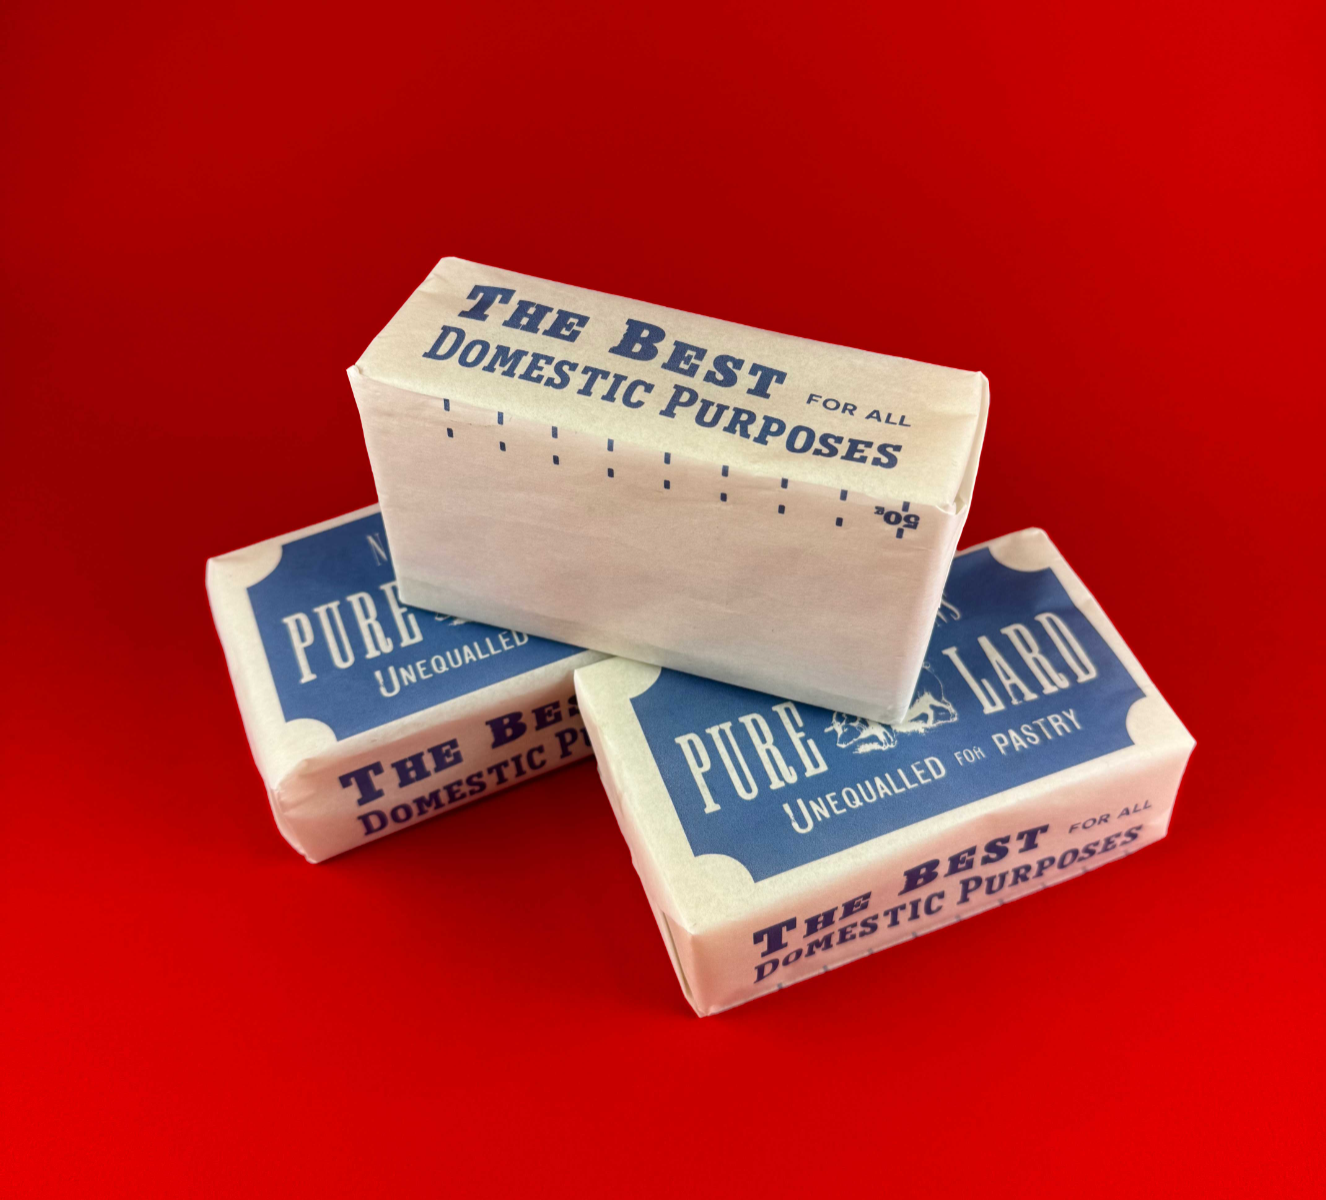 THE BEST FOR ALL
DOMESTIC PURPOSES
50g
PURE
UNEQUALLED
THE
DOMESTIC
PURE LARD
UNEQUALLED FOR PASTRY
THE BEST FOR ALL
DOMESTIC PURPOSES